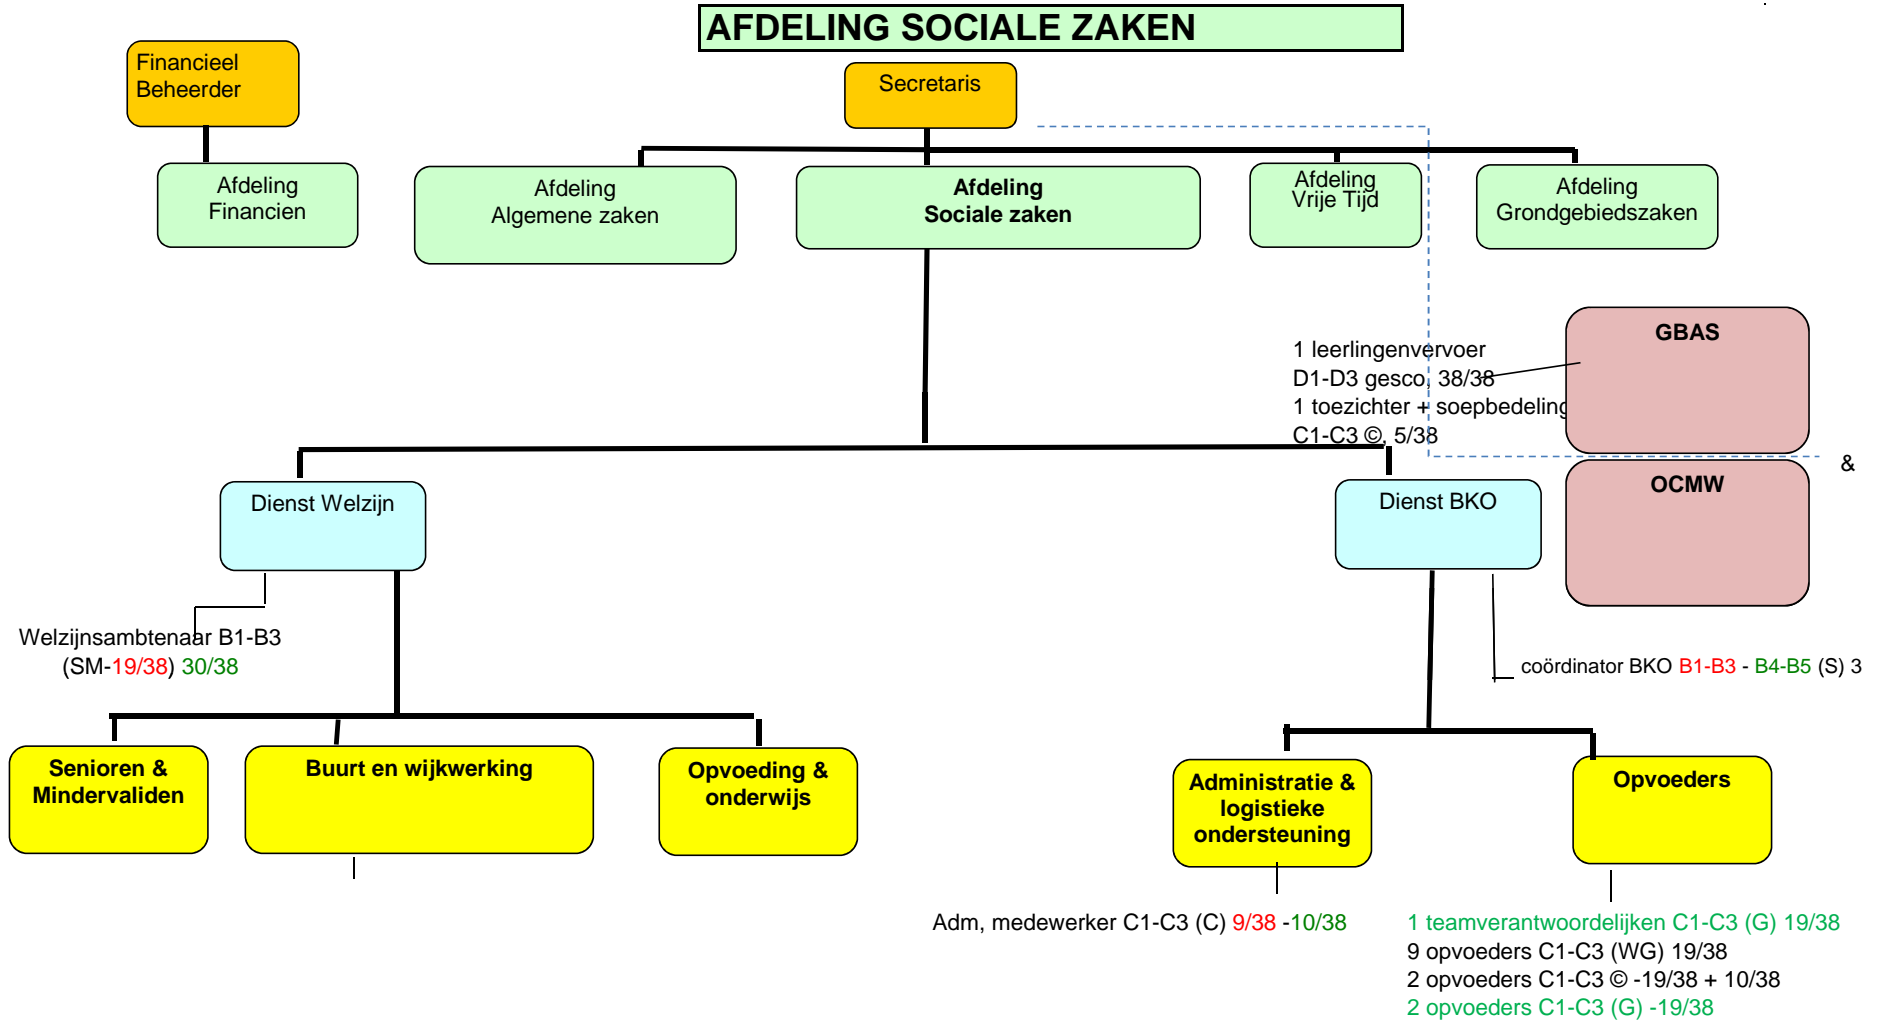 AFDELING SOCIALE ZAKEN
Financieel
Beheerder
Secretaris
Afdeling
Financien
Afdeling
Algemene zaken
Afdeling
Sociale zaken
Afdeling
Vrije Tijd
Afdeling
Grondgebiedszaken
1 leerlingenvervoer
D1-D3 gesco, 38/38
1 toezichter + soepbedeling
C1-C3 ©, 5/38
GBAS
&
OCMW
Dienst Welzijn
Dienst BKO
Welzijnsambtenaar B1-B3
(SM-19/38) 30/38
coördinator BKO B1-B3 - B4-B5 (S) 3
Senioren &
Mindervaliden
Buurt en wijkwerking
Opvoeding &
onderwijs
Administratie &
logistieke
ondersteuning
Opvoeders
Adm, medewerker C1-C3 (C) 9/38 -10/38
1 teamverantwoordelijken C1-C3 (G) 19/38
9 opvoeders C1-C3 (WG) 19/38
2 opvoeders C1-C3 © -19/38 + 10/38
2 opvoeders C1-C3 (G) -19/38